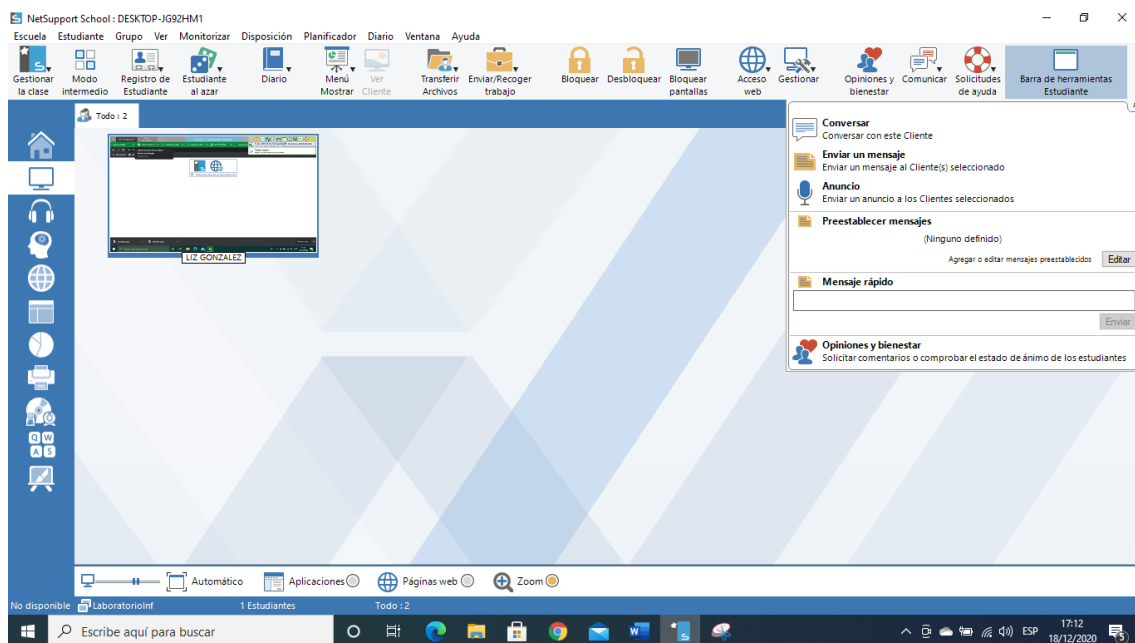 NetSupport School : DESKTOP-JG92HM1
Escuela Estudiante Grupo Ver Monitorizar Disposición Planificador Diario Ventana Ayuda
Gestionar la clase
Modo intermedio
Registro de Estudiante
Estudiante al azar
Diario
Menú Mostrar
Ver Cliente
Transferir Archivos
Enviar/Recoger trabajo
Bloquear
Desbloquear
Bloquear pantallas
Acceso web
Gestionar
Opiniones y bienestar
Comunicar
Solicitudes de ayuda
Barra de herramientas Estudiante
Todo : 2
LIZ GONZALEZ
Conversar
Conversar con este Cliente
Enviar un mensaje
Enviar un mensaje al Cliente(s) seleccionado
Anuncio
Enviar un anuncio a los Clientes seleccionados
Preestablecer mensajes
(Ninguno definido)
Agregar o editar mensajes preestablecidos Editar
Mensaje rápido
Enviar
Opiniones y bienestar
Solicitar comentarios o comprobar el estado de ánimo de los estudiantes
Q W
A S
Automático Aplicaciones Páginas web Zoom
No disponible LaboratorioInf 1 Estudiantes Todo : 2
Escribe aquí para buscar
ESP
17:12
18/12/2020